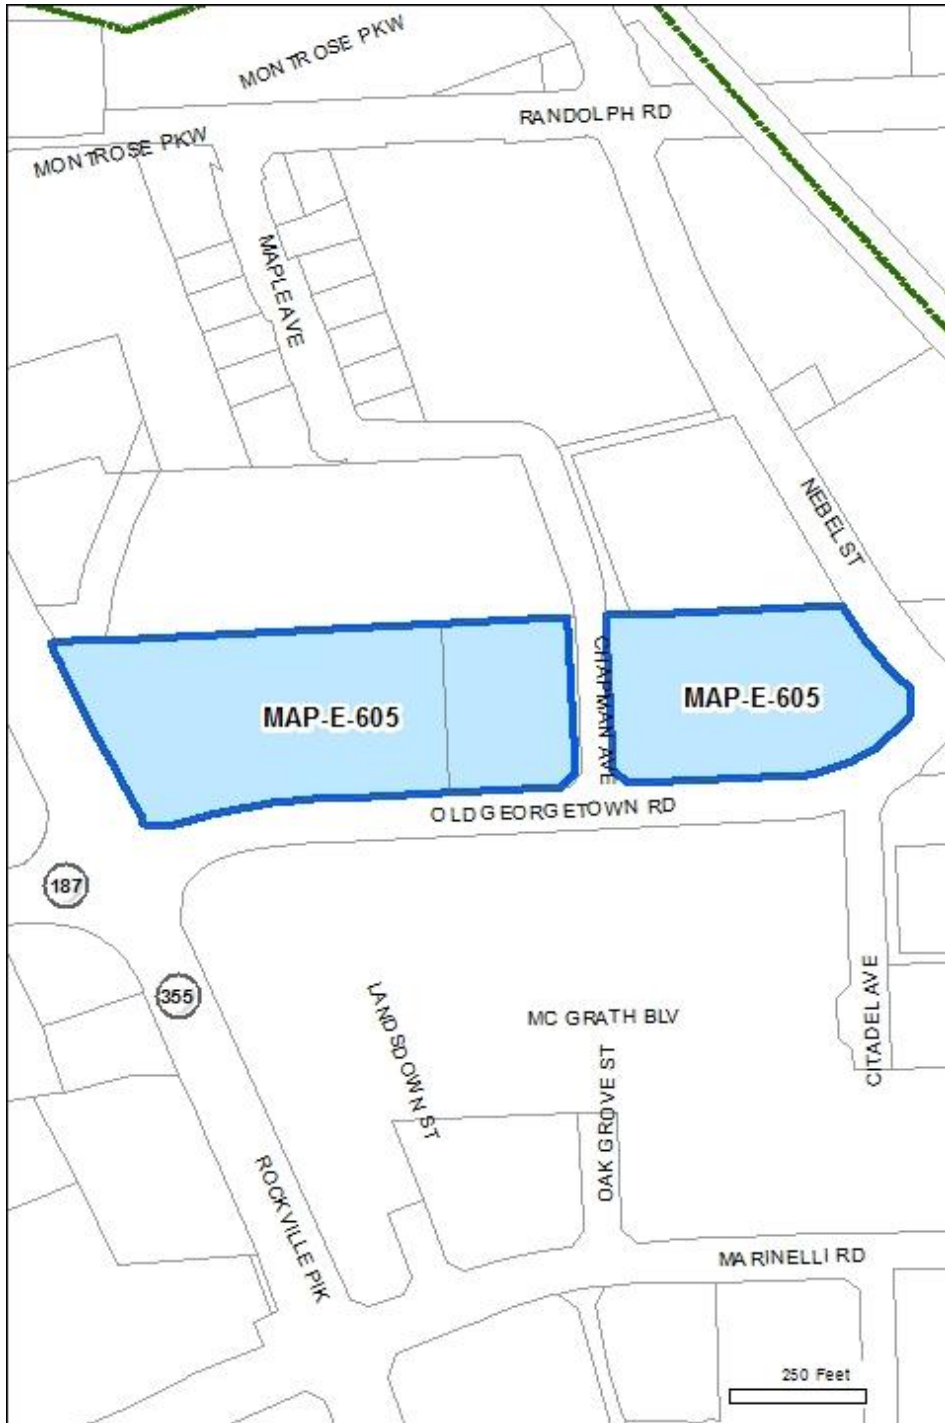 MONTROSE PKW
RANDOLPH RD
MONTROSE PKW
MAPLE AVE
NEBEL ST
CHAPMAN AVE
MAP-E-605
MAP-E-605
OLD GEORGETOWN RD
187
355
LANDSDOWN ST
MC GRATH BLV
OAK GROVE ST
CITADEL AVE
ROCKVILLE PIK
MARINELLI RD
250 Feet